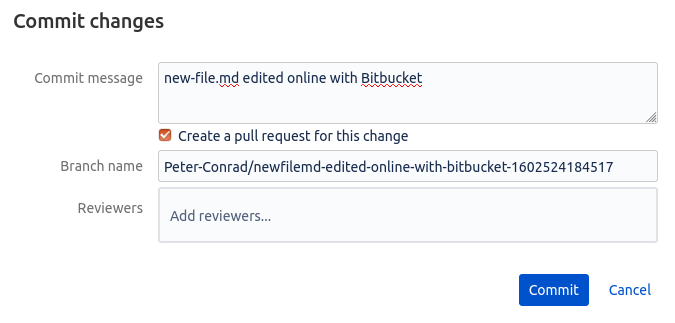 Commit changes
Commit message
new-file.md edited online with Bitbucket
Create a pull request for this change
Branch name
Peter-Conrad/newfilemd-edited-online-with-bitbucket-1602524184517
Reviewers
Add reviewers...
Commit
Cancel